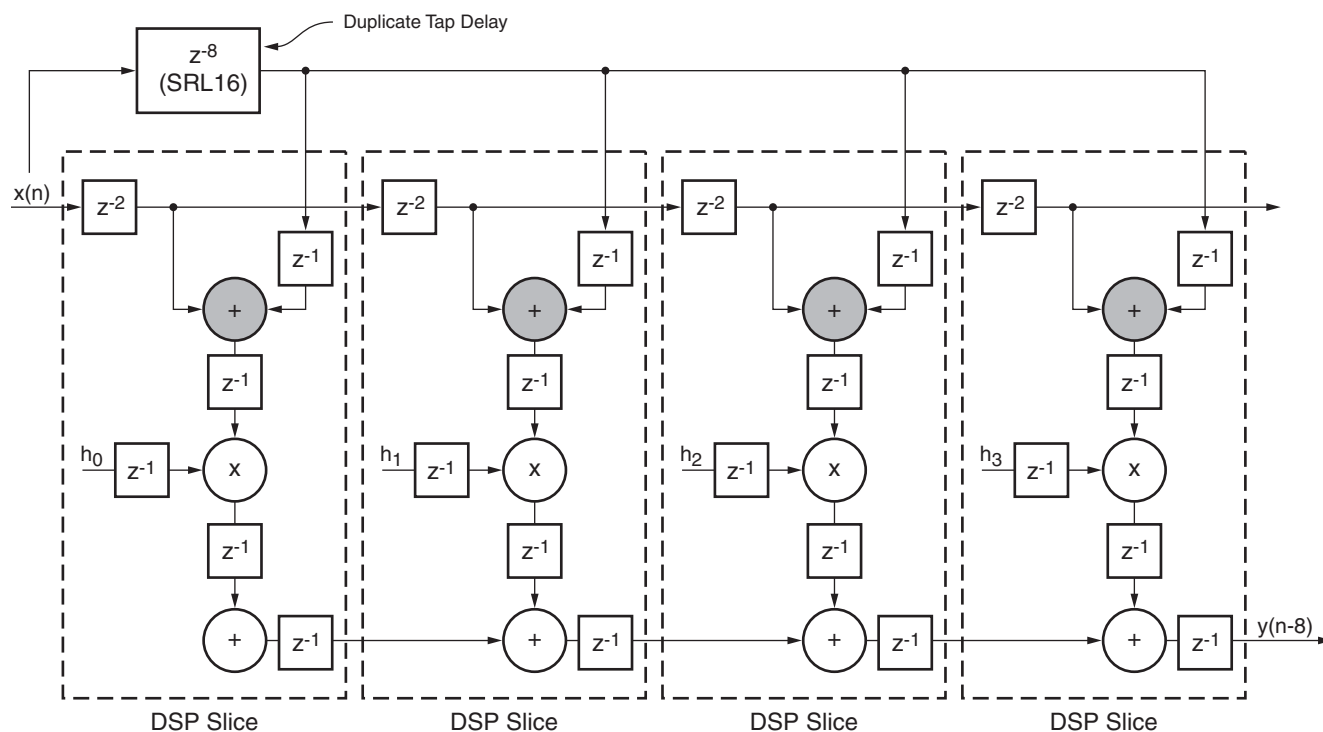 Duplicate Tap Delay
z-8
(SRL16)
x(n)
z-2
z-2
z-2
z-2
z-1
z-1
z-1
z-1
+
+
+
+
z-1
z-1
z-1
z-1
h0
z-1
x
h1
z-1
x
h2
z-1
x
h3
z-1
x
z-1
z-1
z-1
z-1
+
z-1
+
z-1
+
z-1
+
z-1
y(n-8)
DSP Slice
DSP Slice
DSP Slice
DSP Slice